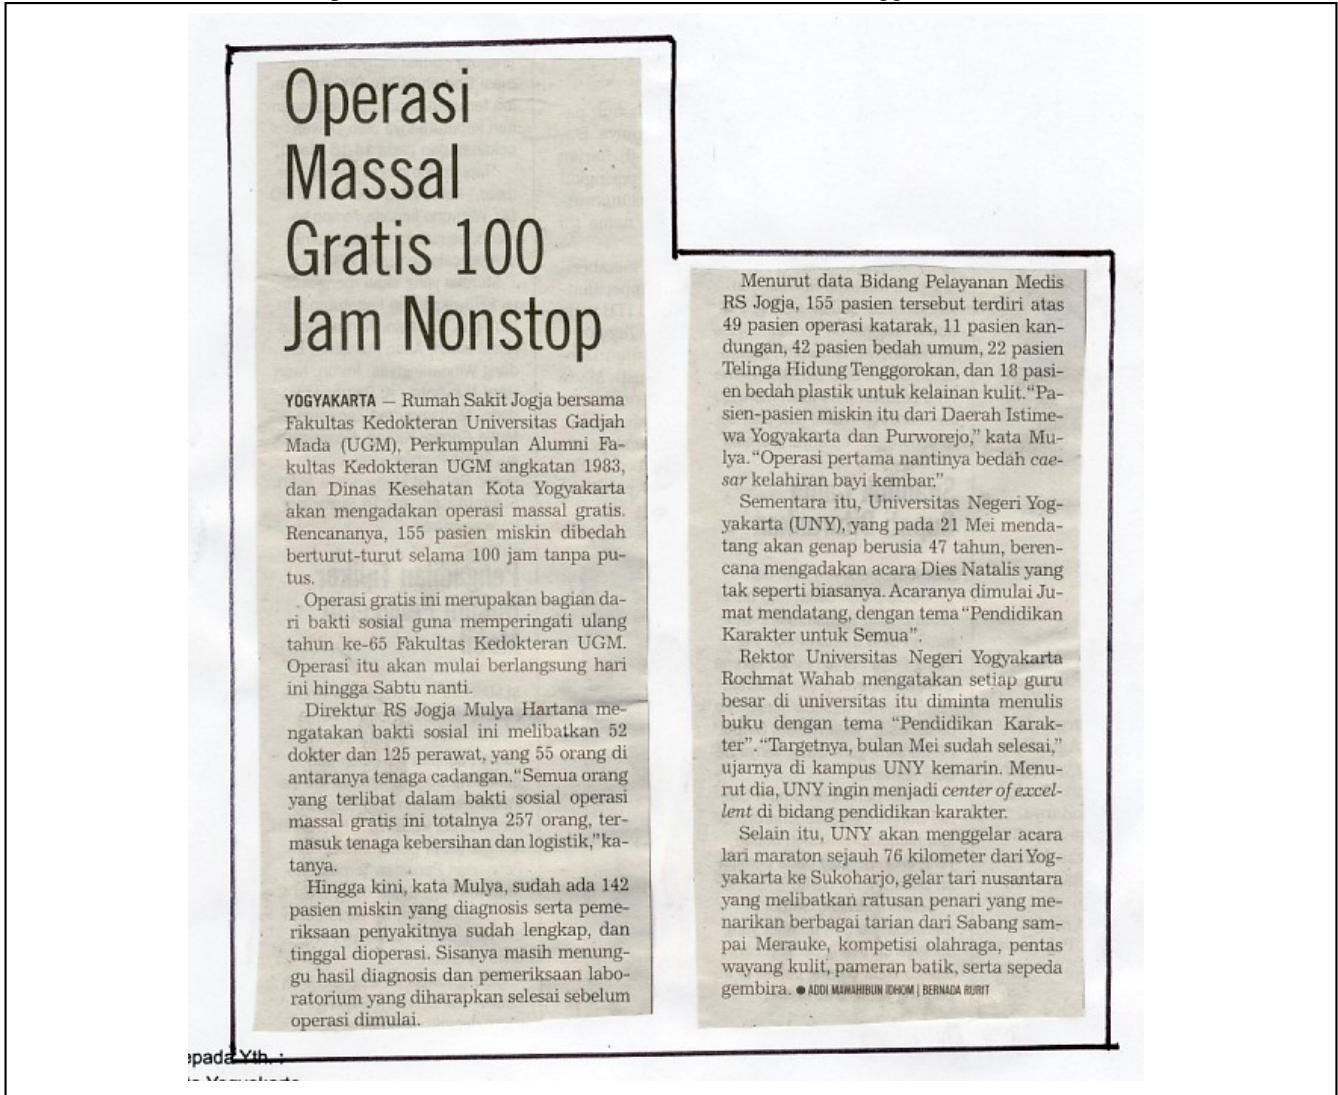 Operasi
Massal
Gratis 100
Jam Nonstop
YOGYAKARTA — Rumah Sakit Jogja bersama
Fakultas Kedokteran Universitas Gadjah
Mada (UGM), Perkumpulan Alumni Fa-
kultas Kedokteran UGM angkatan 1983,
dan Dinas Kesehatan Kota Yogyakarta
akan mengadakan operasi massal gratis.
Rencananya, 155 pasien miskin dibedah
berturut-turut selama 100 jam tanpa pu-
tus.
Operasi gratis ini merupakan bagian da-
ri bakti sosial guna memperingati ulang
tahun ke-65 Fakultas Kedokteran UGM.
Operasi itu akan mulai berlangsung hari
ini hingga Sabtu nanti.
Direktur RS Jogja Mulya Hartana me-
ngatakan bakti sosial ini melibatkan 52
dokter dan 125 perawat, yang 55 orang di
antaranya tenaga cadangan. “Semua orang
yang terlibat dalam bakti sosial operasi
massal gratis ini totalnya 257 orang, ter-
masuk tenaga kebersihan dan logistik,” ka-
tanya.
Hingga kini, kata Mulya, sudah ada 142
pasien miskin yang diagnosis serta peme-
riksaan penyakitnya sudah lengkap, dan
tinggal dioperasi. Sisanya masih menung-
gu hasil diagnosis dan pemeriksaan labo-
ratorium yang diharapkan selesai sebelum
operasi dimulai.
Menurut data Bidang Pelayanan Medis
RS Jogja, 155 pasien tersebut terdiri atas
49 pasien operasi katarak, 11 pasien kan-
dungan, 42 pasien bedah umum, 22 pasien
Telinga Hidung Tenggorokan, dan 18 pasi-
en bedah plastik untuk kelainan kulit. “Pa-
sien-pasien miskin itu dari Daerah Istime-
wa Yogyakarta dan Purworejo,” kata Mu-
lya. “Operasi pertama nantinya bedah cae-
sar kelahiran bayi kembar.”
Sementara itu, Universitas Negeri Yog-
yakarta (UNY), yang pada 21 Mei menda-
tang akan genap berusia 47 tahun, beren-
cana mengadakan acara Dies Natalis yang
tak seperti biasanya. Acaranya dimulai Ju-
mat mendatang, dengan tema “Pendidikan
Karakter untuk Semua”.
Rektor Universitas Negeri Yogyakarta
Rochmat Wahab mengatakan setiap guru
besar di universitas itu diminta menulis
buku dengan tema “Pendidikan Karak-
ter”. “Targetnya, bulan Mei sudah selesai,”
ujarnya di kampus UNY kemarin. Menu-
rut dia, UNY ingin menjadi center of excel-
lent di bidang pendidikan karakter.
Selain itu, UNY akan menggelar acara
lari maraton sejauh 76 kilometer dari Yog-
yakarta ke Sukoharjo, gelar tari nusantara
yang melibatkan ratusan penari yang me-
narikan berbagai tarian dari Sabang sam-
pai Merauke, kompetisi olahraga, pentas
wayang kulit, pameran batik, serta sepeda
gembira. ● ADDI MAWAHIBUN IDHOM | BERNADA RURIT
epada Yth. :